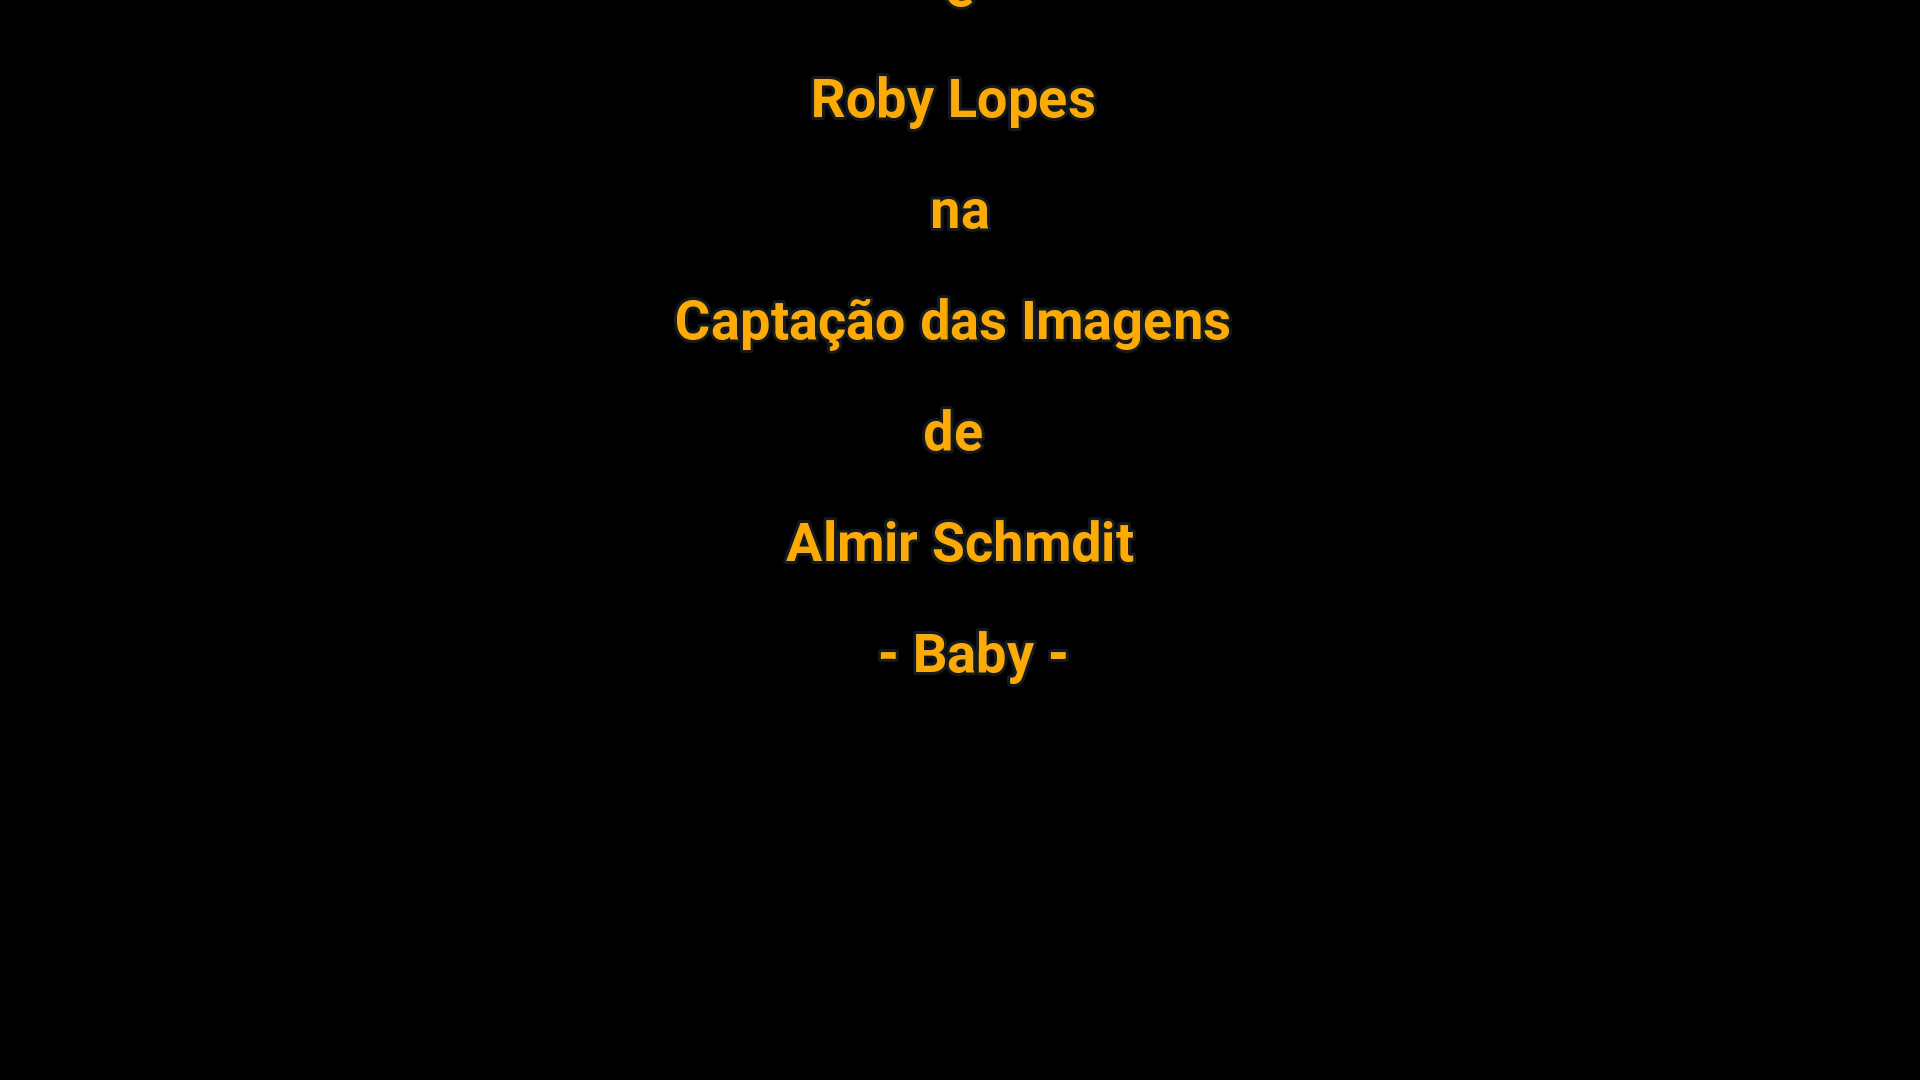 Roby Lopes
na
Captação das Imagens
de
Almir Schmdit
- Baby -